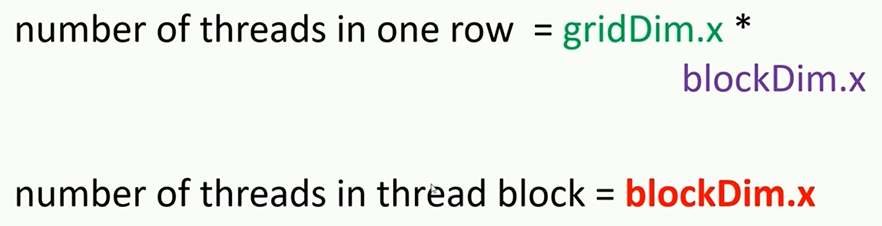 number of threads in one row = gridDim.x *
blockDim.x
number of threads in thread block = blockDim.x